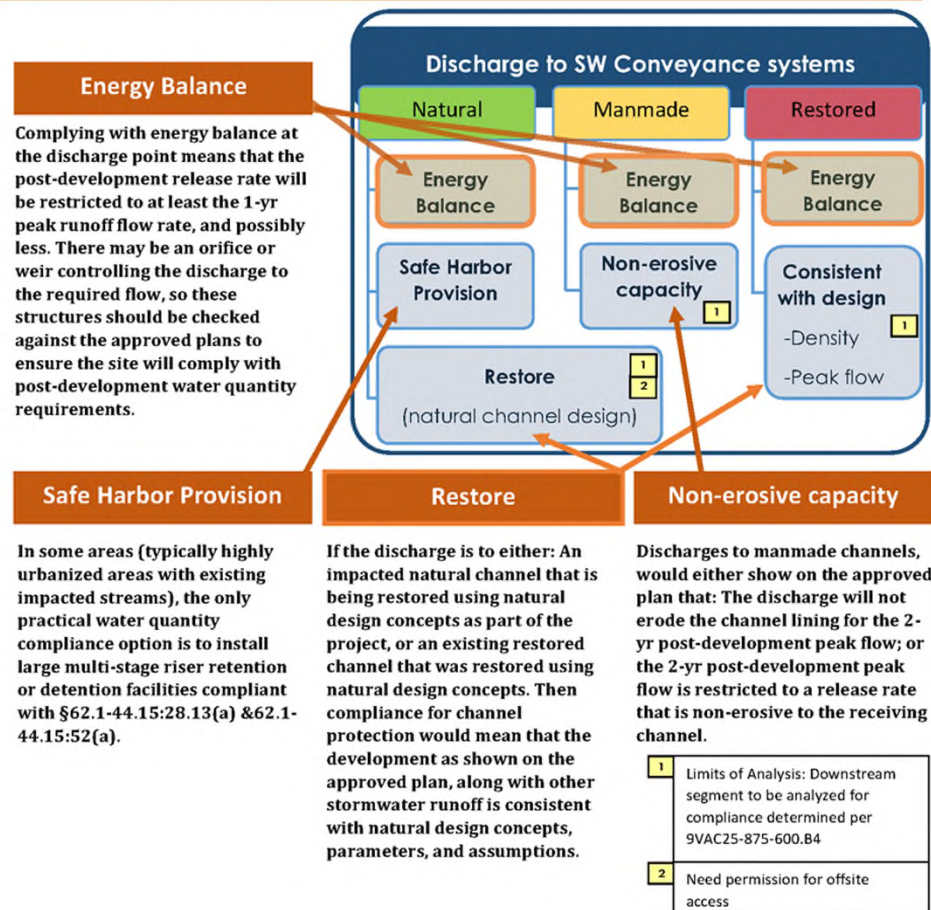 Discharge to SW Conveyance systems
Natural
Manmade
Restored
Energy
Balance
Energy
Balance
Energy
Balance
Safe Harbor
Provision
Non-erosive
capacity
1
Consistent
with design
1
-Density
-Peak flow
Restore
1
2
(natural channel design)
Energy Balance
Complying with energy balance at
the discharge point means that the
post-development release rate will
be restricted to at least the 1-yr
peak runoff flow rate, and possibly
less. There may be an orifice or
weir controlling the discharge to
the required flow, so these
structures should be checked
against the approved plans to
ensure the site will comply with
post-development water quantity
requirements.
Safe Harbor Provision
In some areas (typically highly
urbanized areas with existing
impacted streams), the only
practical water quantity
compliance option is to install
large multi-stage riser retention
or detention facilities compliant
with §62.1-44.15:28.13(a) &62.1-
44.15:52(a).
Restore
If the discharge is to either: An
impacted natural channel that is
being restored using natural
design concepts as part of the
project, or an existing restored
channel that was restored using
natural design concepts. Then
compliance for channel
protection would mean that the
development as shown on the
approved plan, along with other
stormwater runoff is consistent
with natural design concepts,
parameters, and assumptions.
Non-erosive capacity
Discharges to manmade channels,
would either show on the approved
plan that: The discharge will not
erode the channel lining for the 2-
yr post-development peak flow; or
the 2-yr post-development peak
flow is restricted to a release rate
that is non-erosive to the receiving
channel.
1
Limits of Analysis: Downstream
segment to be analyzed for
compliance determined per
9VAC25-875-600.B4
2
Need permission for offsite
access